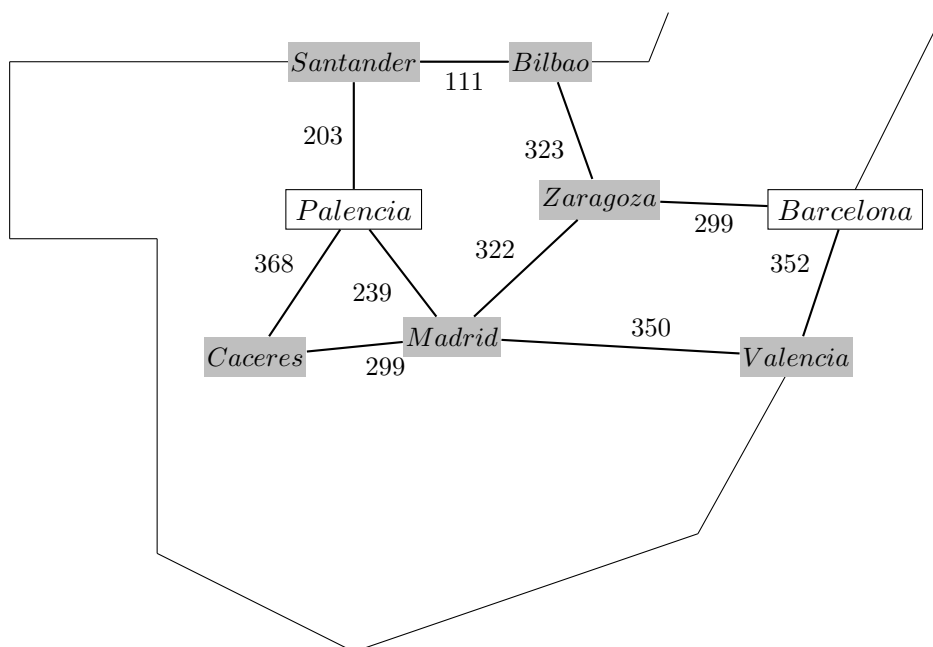 Santander
Bilbao
111
203
323
Palencia
Zaragoza
299
Barcelona
368
239
322
352
Caceres
299
Madrid
350
Valencia